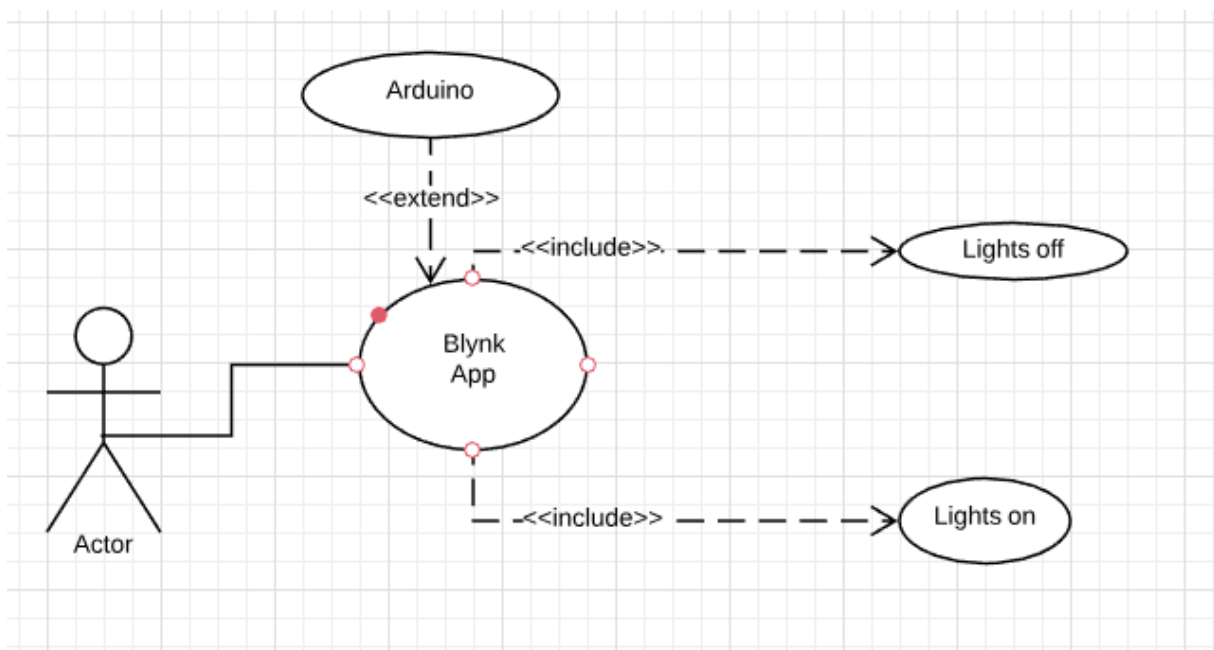 Arduino
<<extend>>
<<include>>
Lights off
Blynk
App
<<include>>
Lights on
Actor